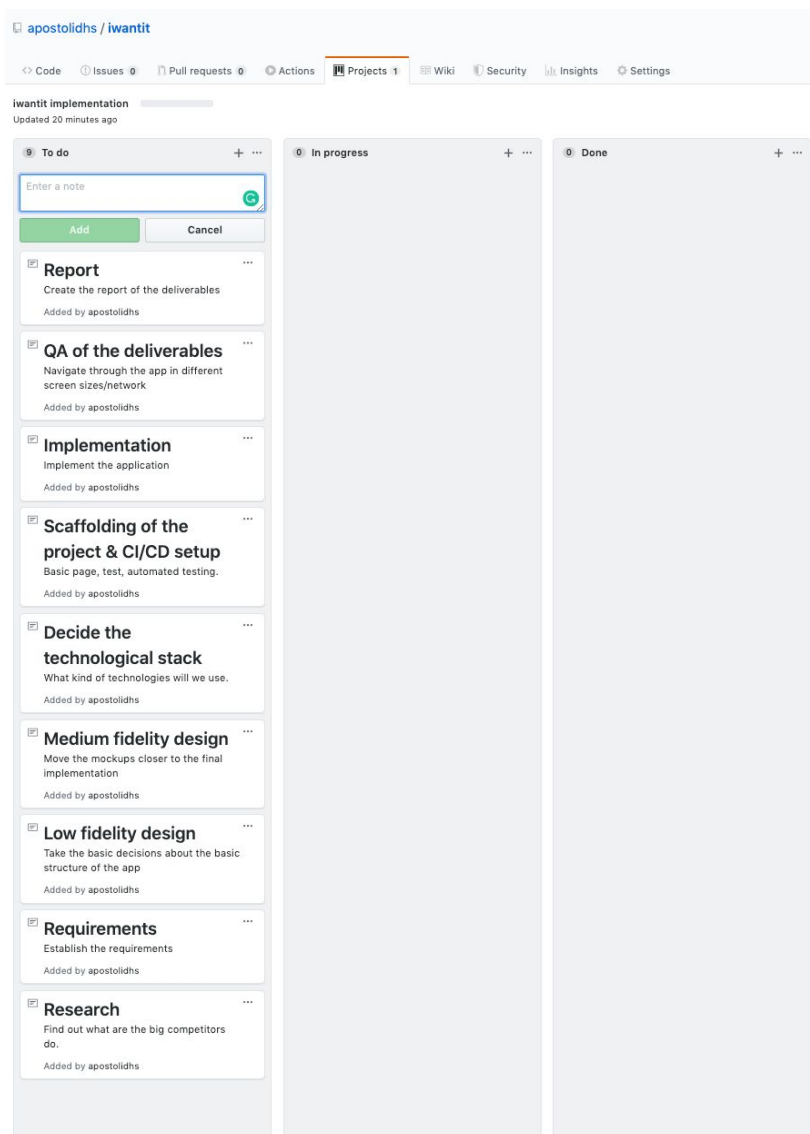 apostolidhs / iwantit
<> Code Issues 0 Pull requests 0 Actions Projects 1 Wiki Security Insights Settings
iwantit implementation
Updated 20 minutes ago
9 To do + ...
Enter a note
Add Cancel
Report ...
Create the report of the deliverables
Added by apostolidhs
QA of the deliverables ...
Navigate through the app in different
screen sizes/network
Added by apostolidhs
Implementation ...
Implement the application
Added by apostolidhs
Scaffolding of the ...
project & CI/CD setup
Basic page, test, automated testing.
Added by apostolidhs
Decide the ...
technological stack
What kind of technologies will we use.
Added by apostolidhs
Medium fidelity design ...
Move the mockups closer to the final
implementation
Added by apostolidhs
Low fidelity design ...
Take the basic decisions about the basic
structure of the app
Added by apostolidhs
Requirements ...
Establish the requirements
Added by apostolidhs
Research ...
Find out what are the big competitors
do.
Added by apostolidhs
0 In progress + ...
0 Done + ...